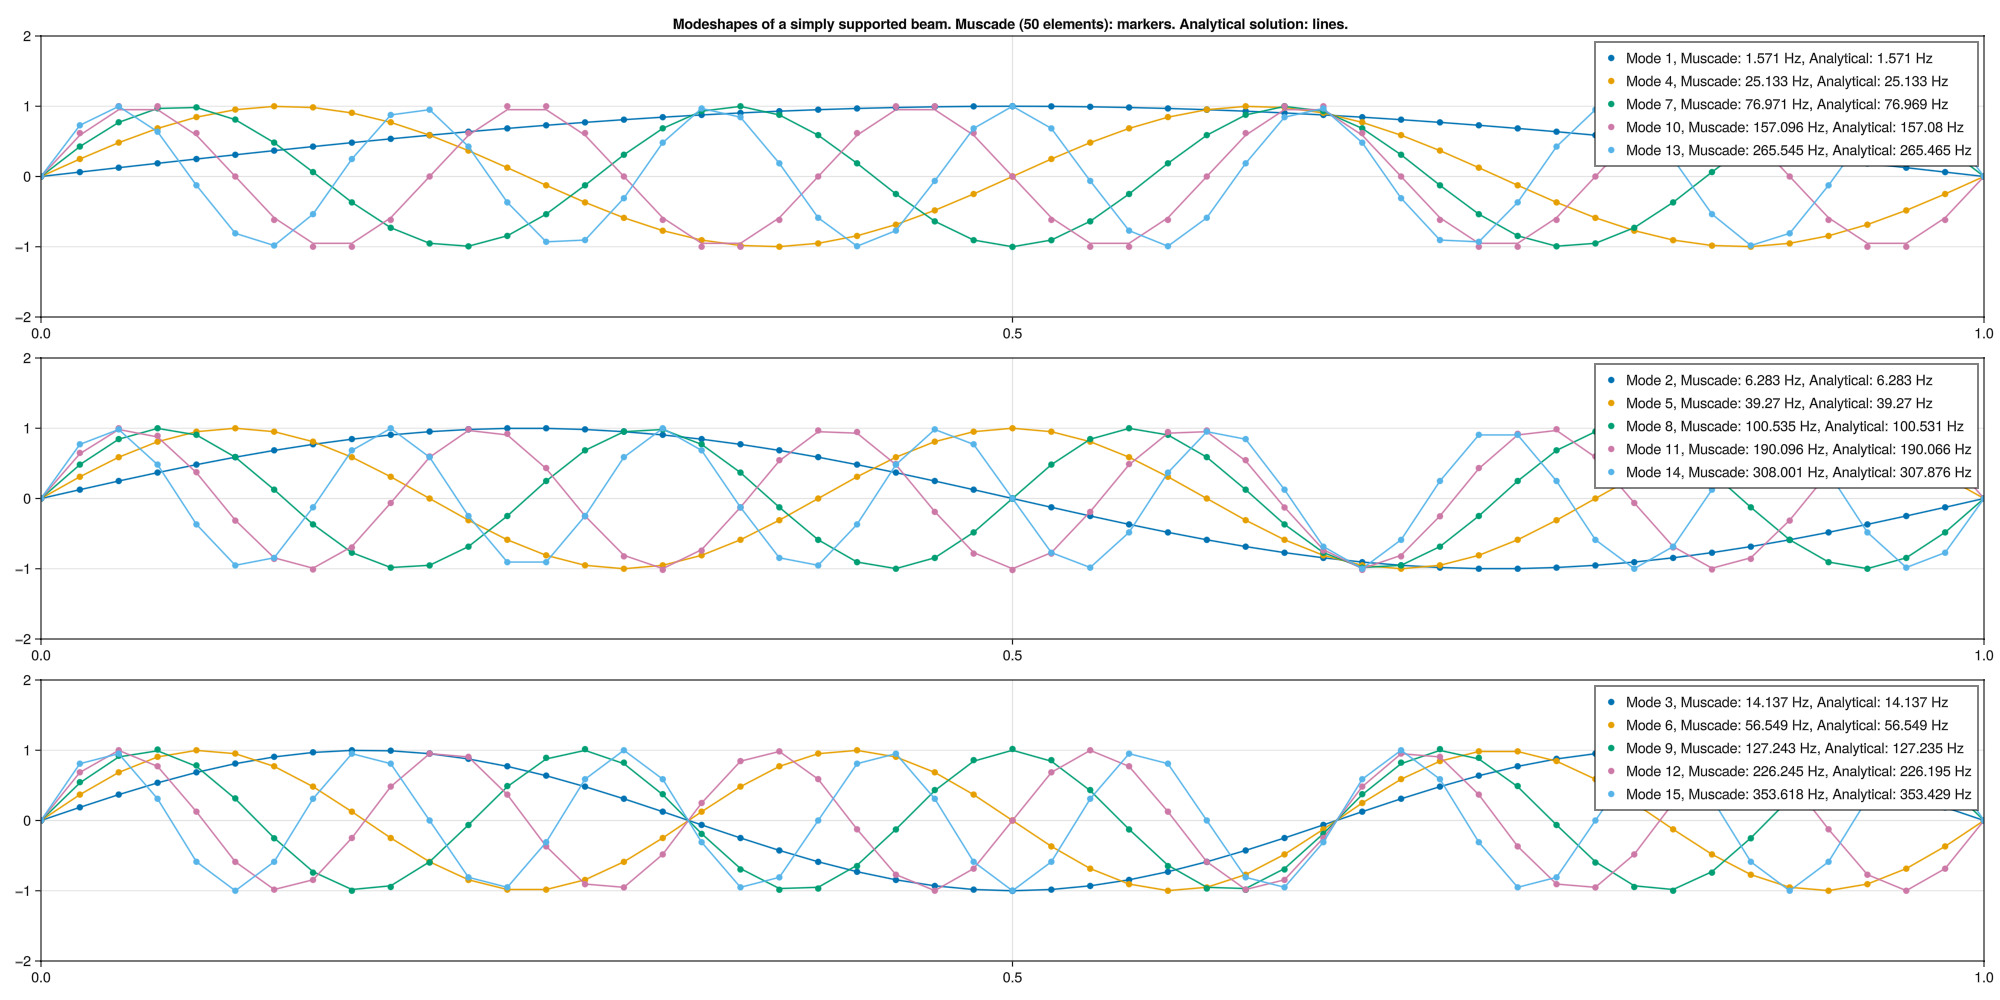 Modeshapes of a simply supported beam. Muscade (50 elements): markers. Analytical solution: lines.
2
1
0
−1
−2
0.0
0.5
1.0
Mode 1, Muscade: 1.571 Hz, Analytical: 1.571 Hz
Mode 4, Muscade: 25.133 Hz, Analytical: 25.133 Hz
Mode 7, Muscade: 76.971 Hz, Analytical: 76.969 Hz
Mode 10, Muscade: 157.096 Hz, Analytical: 157.08 Hz
Mode 13, Muscade: 265.545 Hz, Analytical: 265.465 Hz
2
1
0
−1
−2
0.0
0.5
1.0
Mode 2, Muscade: 6.283 Hz, Analytical: 6.283 Hz
Mode 5, Muscade: 39.27 Hz, Analytical: 39.27 Hz
Mode 8, Muscade: 100.535 Hz, Analytical: 100.531 Hz
Mode 11, Muscade: 190.096 Hz, Analytical: 190.066 Hz
Mode 14, Muscade: 308.001 Hz, Analytical: 307.876 Hz
2
1
0
−1
−2
0.0
0.5
1.0
Mode 3, Muscade: 14.137 Hz, Analytical: 14.137 Hz
Mode 6, Muscade: 56.549 Hz, Analytical: 56.549 Hz
Mode 9, Muscade: 127.243 Hz, Analytical: 127.235 Hz
Mode 12, Muscade: 226.245 Hz, Analytical: 226.195 Hz
Mode 15, Muscade: 353.618 Hz, Analytical: 353.429 Hz